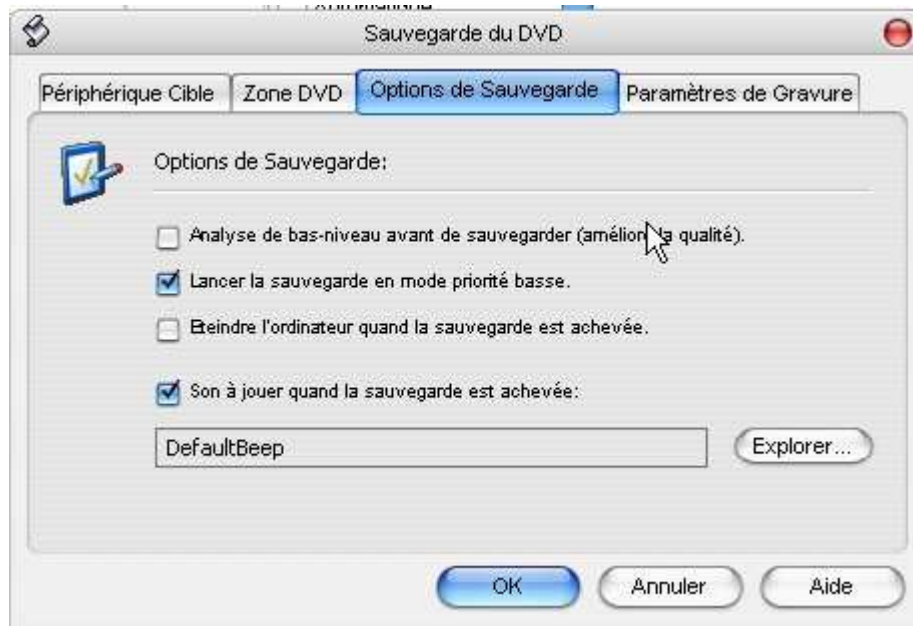 Sauvegarde du DVD
Périphérique Cible
Zone DVD
Options de Sauvegarde
Paramètres de Gravure
Options de Sauvegarde:
Analyse de bas-niveau avant de sauvegarder (amélior la qualité).
Lancer la sauvegarde en mode priorité basse.
Eteindre l'ordinateur quand la sauvegarde est achevée.
Son à jouer quand la sauvegarde est achevée:
DefaultBeep
Explorer...
OK
Annuler
Aide